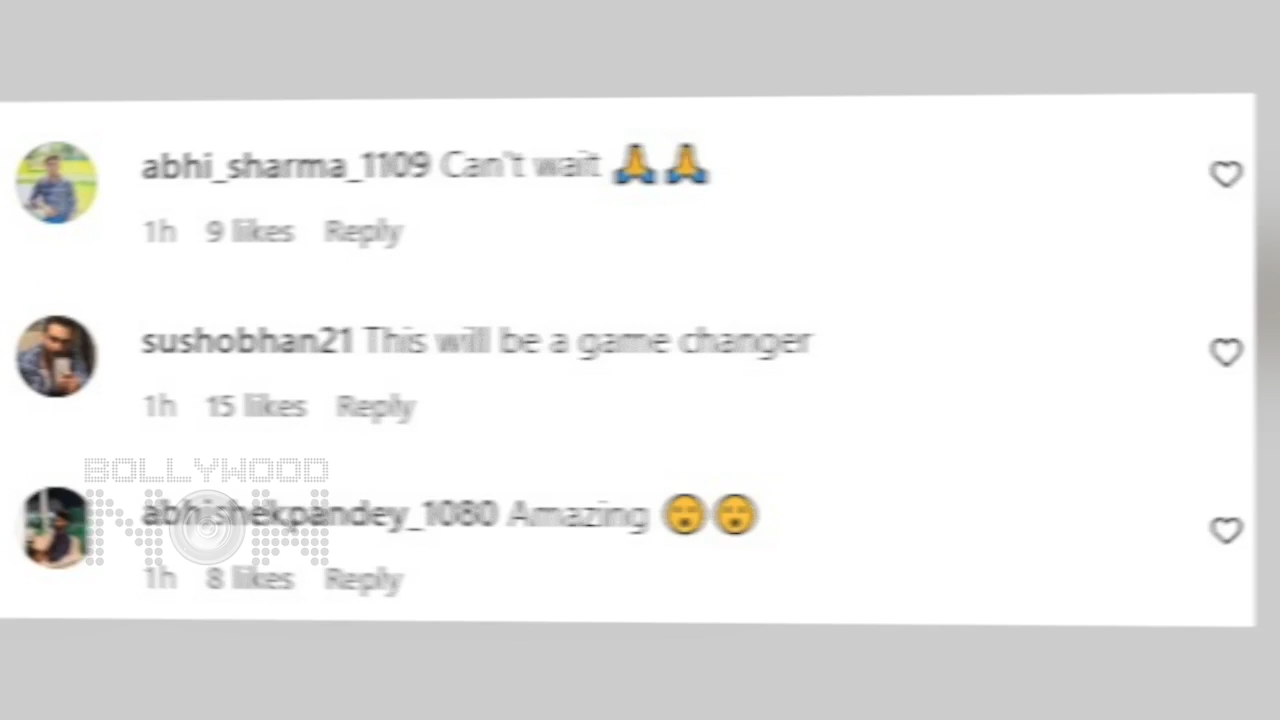 abhi_sharma_1109 Can't wait 🙏🙏
1h 9 likes Reply
sushobhan21 This will be a game changer
1h 15 likes Reply
BOLLYWOOD
NOW
abhishekpandey_1080 Amazing 😲😲
1h 8 likes Reply